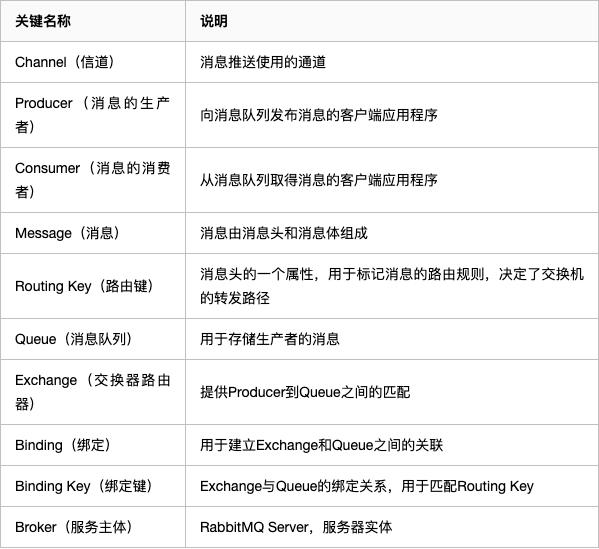 关键名称
说明
Channel（信道）
消息推送使用的通道
Producer（消息的生产
者）
向消息队列发布消息的客户端应用程序
Consumer（消息的消费
者）
从消息队列取得消息的客户端应用程序
Message（消息）
消息由消息头和消息体组成
Routing Key（路由键）
消息头的一个属性，用于标记消息的路由规则，决定了交换机
的转发路径
Queue（消息队列）
用于存储生产者的消息
Exchange（交换器路由
器）
提供Producer到Queue之间的匹配
Binding（绑定）
用于建立Exchange和Queue之间的关联
Binding Key（绑定键）
Exchange与Queue的绑定关系，用于匹配Routing Key
Broker（服务主体）
RabbitMQ Server，服务器实体